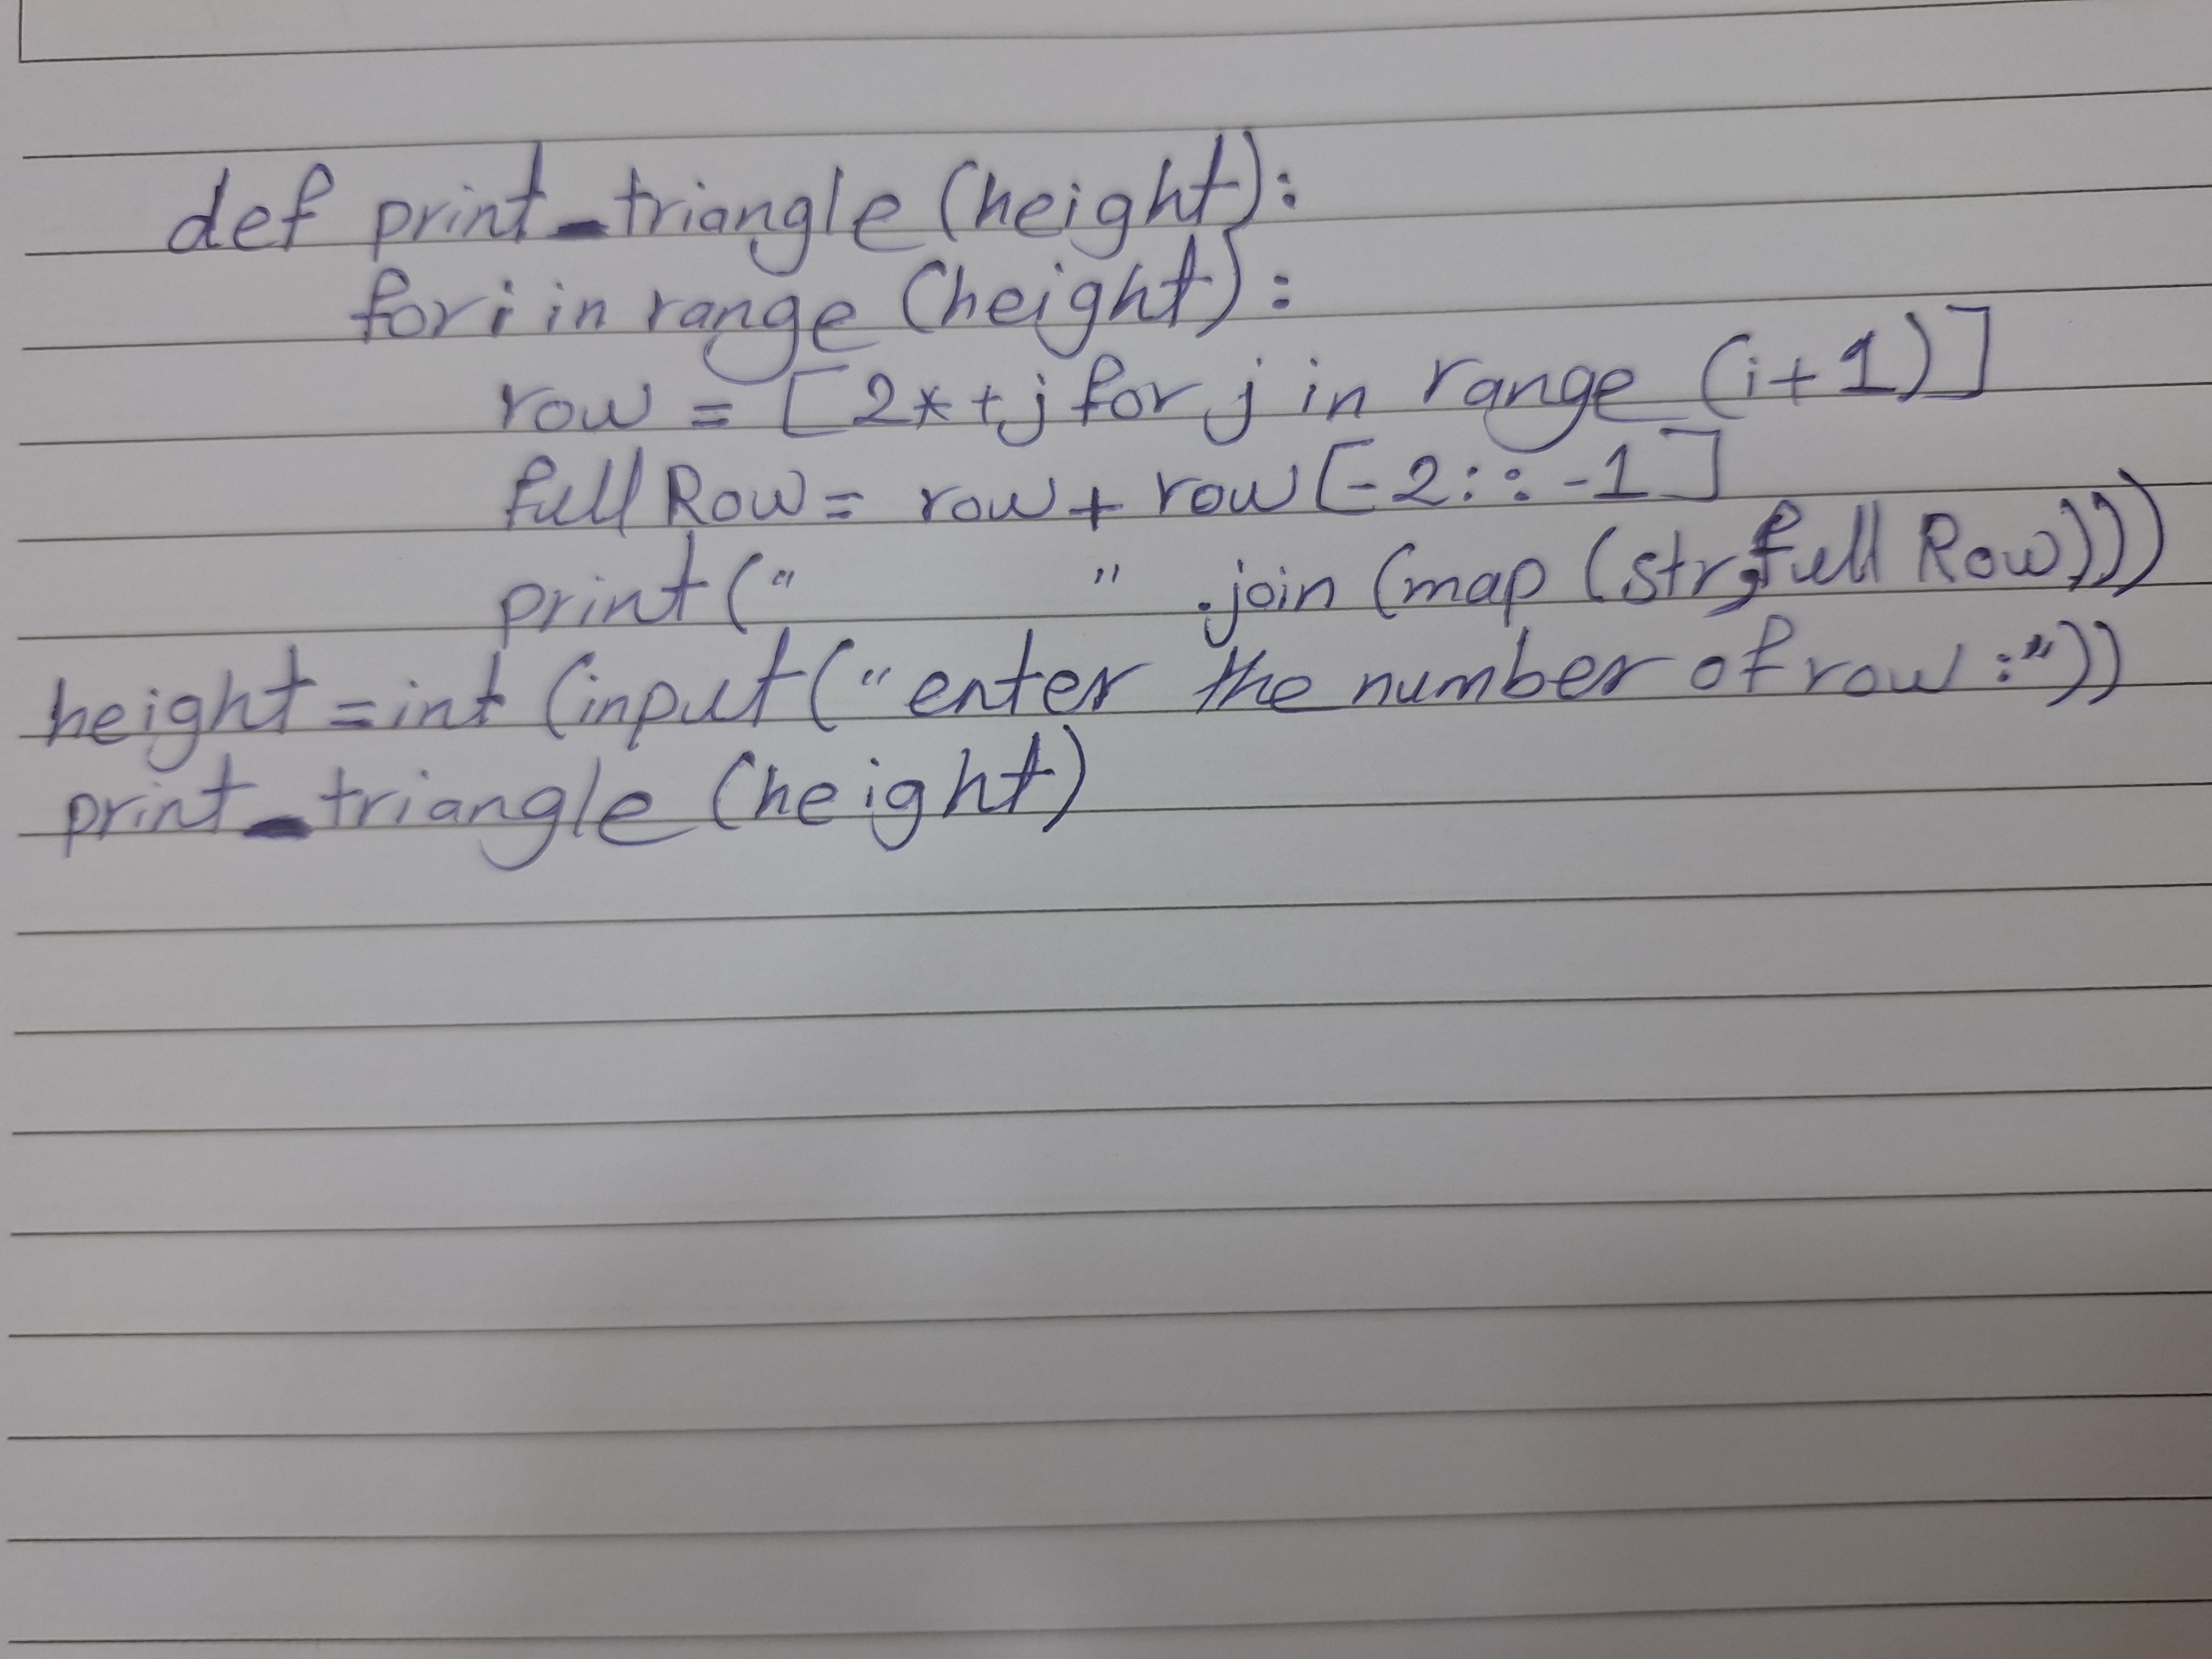 def print_triangle (height):
for i in range (height):
row = [2*+j for j in range (i+1)]
full Row = row + row [-2::-1]
print (" " .join (map (str, full Row)))
height = int (input ("enter the number of row :"))
print_triangle (height)